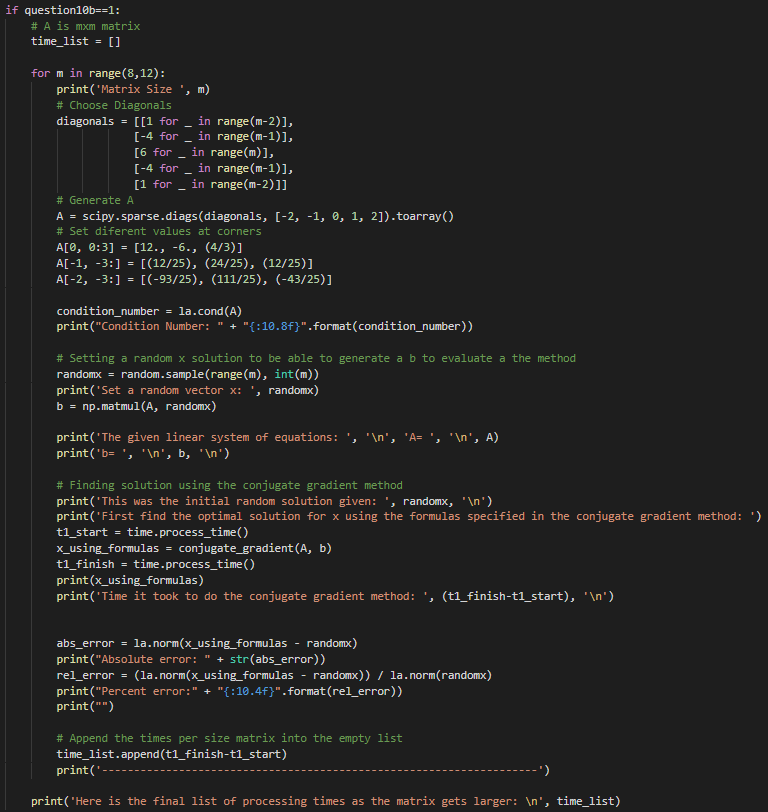 if question10b==1:
    # A is mxm matrix
    time_list = []
    for m in range(8,12):
        print('Matrix Size ', m)
        # Choose Diagonals
        diagonals = [[1 for _ in range(m-2)],
                    [-4 for _ in range(m-1)],
                    [6 for _ in range(m)],
                    [-4 for _ in range(m-1)],
                    [1 for _ in range(m-2)]]
        # Generate A
        A = scipy.sparse.diags(diagonals, [-2, -1, 0, 1, 2]).toarray()
        # Set diferent values at corners
        A[0, 0:3] = [12., -6., (4/3)]
        A[-1, -3:] = [(12/25), (24/25), (12/25)]
        A[-2, -3:] = [(-93/25), (111/25), (-43/25)]
        condition_number = la.cond(A)
        print("Condition Number: " + "{:10.8f}".format(condition_number))
        # Setting a random x solution to be able to generate a b to evaluate a the method
        randomx = random.sample(range(m), int(m))
        print('Set a random vector x: ', randomx)
        b = np.matmul(A, randomx)
        print('The given linear system of equations: ', '\n', 'A= ', '\n', A)
        print('b= ', '\n', b, '\n')
        # Finding solution using the conjugate gradient method
        print('This was the initial random solution given: ', randomx, '\n')
        print('First find the optimal solution for x using the formulas specified in the conjugate gradient method: ')
        t1_start = time.process_time()
        x_using_formulas = conjugate_gradient(A, b)
        t1_finish = time.process_time()
        print(x_using_formulas)
        print('Time it took to do the conjugate gradient method: ', (t1_finish-t1_start), '\n')
        abs_error = la.norm(x_using_formulas - randomx)
        print("Absolute error: " + str(abs_error))
        rel_error = (la.norm(x_using_formulas - randomx)) / la.norm(randomx)
        print("Percent error:" + "{:10.4f}".format(rel_error))
        print("")
        # Append the times per size matrix into the empty list
        time_list.append(t1_finish-t1_start)
        print('--------------------------------------------------------------------')
    print('Here is the final list of processing times as the matrix gets larger: \n', time_list)